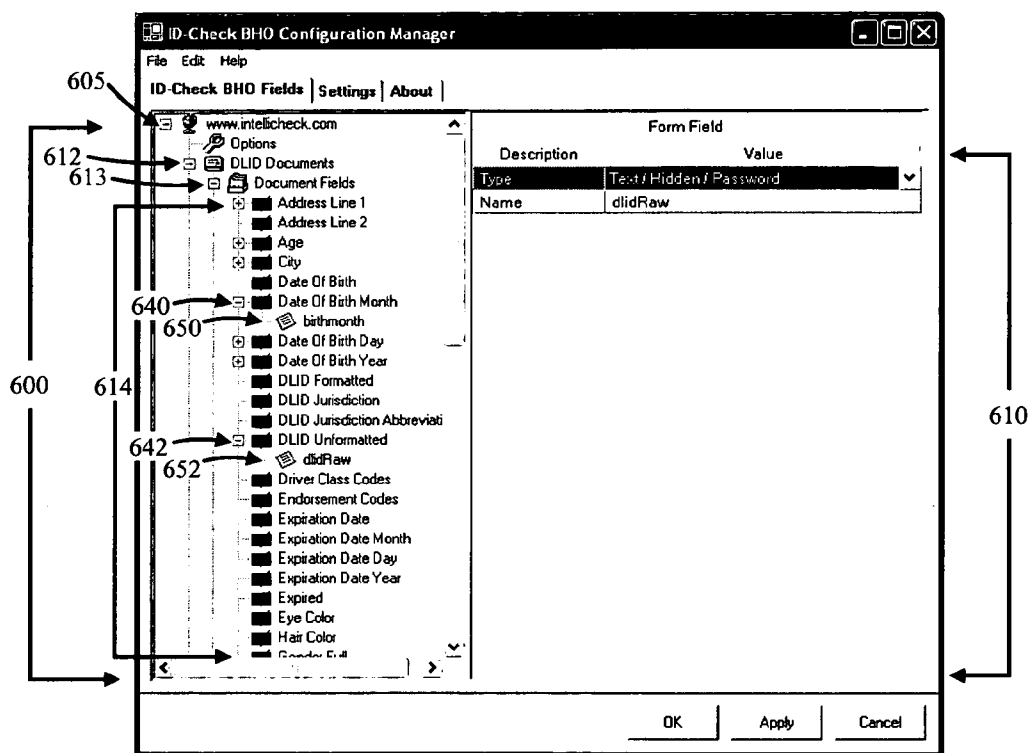 ID-Check BHO Configuration Manager
File Edit Help
ID-Check BHO Fields Settings About
605
www.intellicheck.com
Options
612
DLID Documents
613
Document Fields
Address Line 1
Address Line 2
Age
City
Date Of Birth
640
Date Of Birth Month
650
birthmonth
Date Of Birth Day
Date Of Birth Year
600
614
DLID Formatted
DLID Jurisdiction
DLID Jurisdiction Abbreviati
642
DLID Unformatted
652
dlidRaw
Driver Class Codes
Endorsement Codes
Expiration Date
Expiration Date Month
Expiration Date Day
Expiration Date Year
Expired
Eye Color
Hair Color
Gender Full
Form Field
Description Value
Type Text / Hidden / Password
Name dlidRaw
610
OK Apply Cancel